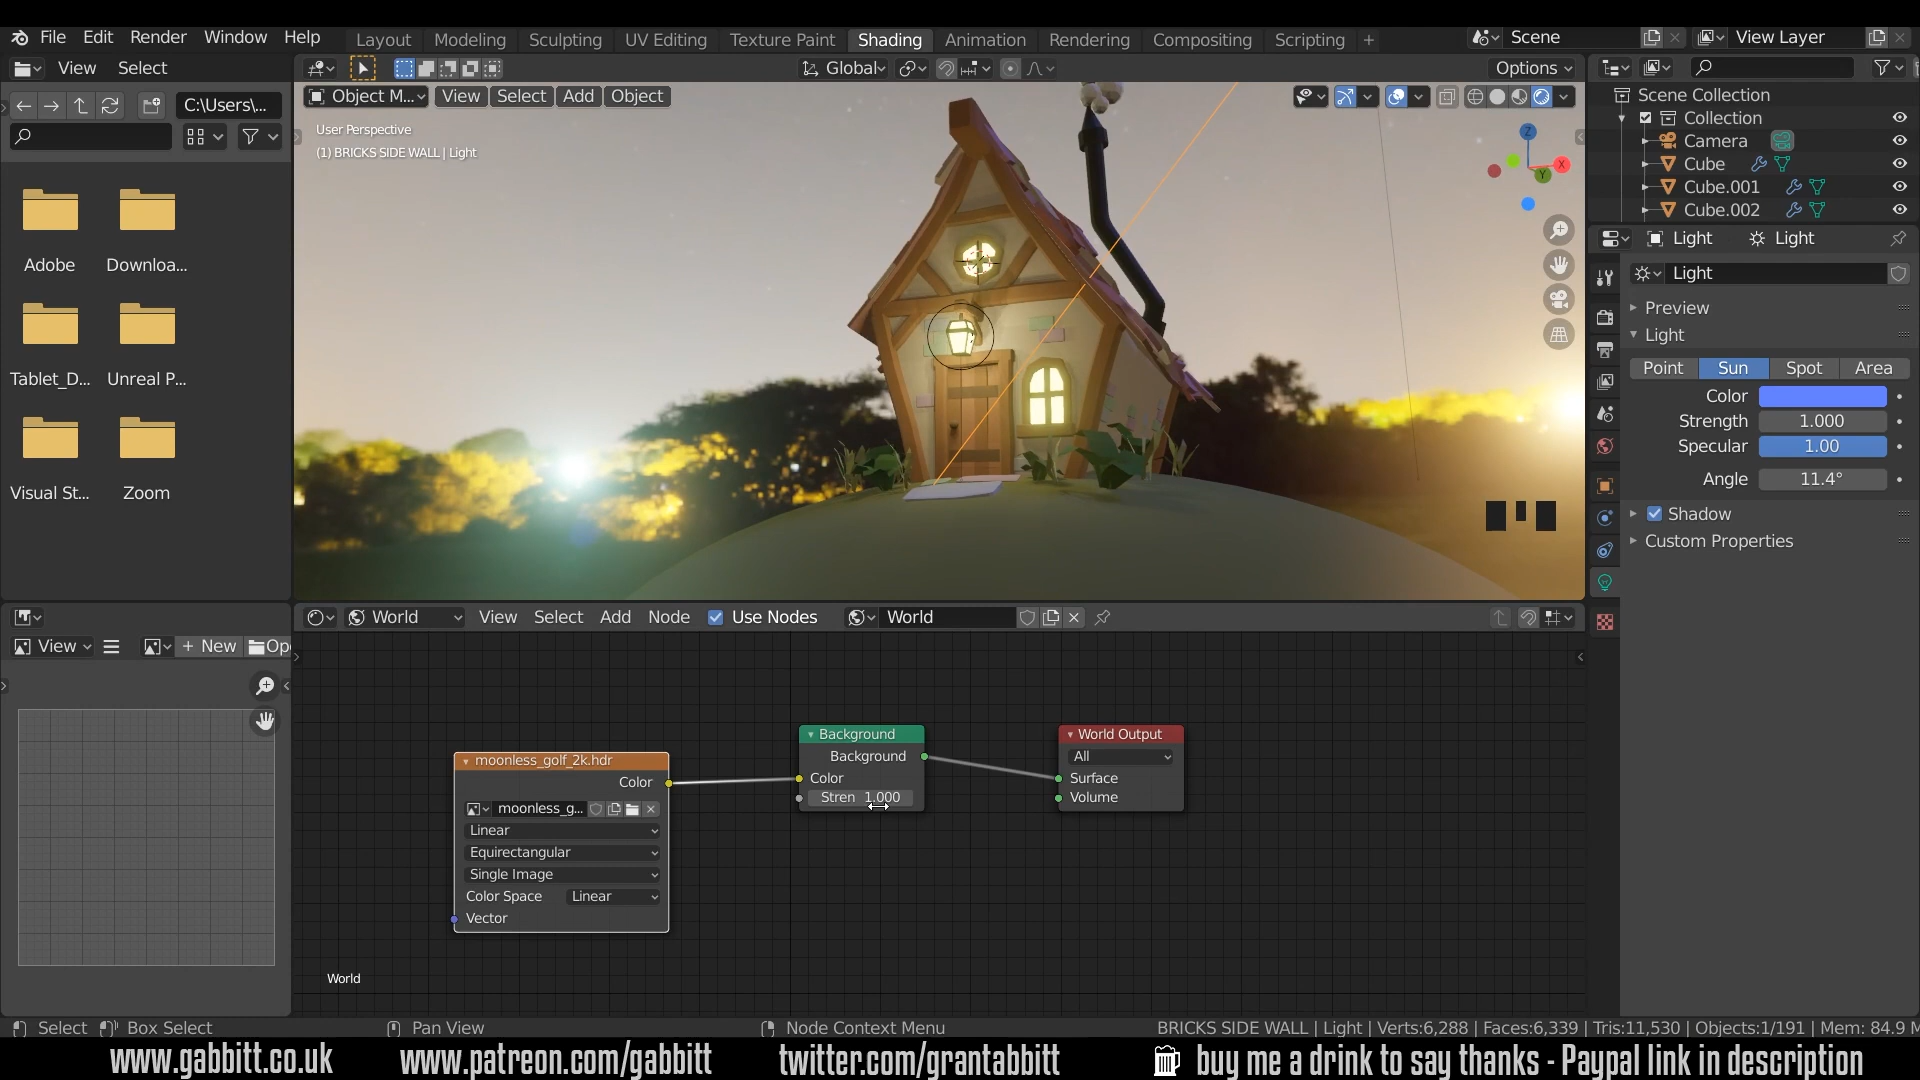 File Edit Render Window Help Layout Modeling Sculpting UV Editing Texture Paint Shading Animation Rendering Compositing Scripting + Scene View Layer
View Select Global Options
C:\Users\... Object M... View Select Add Object
User Perspective
(1) BRICKS SIDE WALL | Light
Z
X
Y
Adobe Downloa...
Tablet_D... Unreal P...
Visual St... Zoom
Scene Collection
Collection
Camera
Cube
Cube.001
Cube.002
Light Light
Light
Preview
Light
Point Sun Spot Area
Color
Strength 1.000
Specular 1.00
Angle 11.4°
Shadow
Custom Properties
World View Select Add Node Use Nodes World
View + New Ope
moonless_golf_2k.hdr
Color
moonless_g...
Linear
Equirectangular
Single Image
Color Space Linear
Vector
Background
Background
Color
Stren 1.000
World Output
All
Surface
Volume
World
Select Box Select Pan View Node Context Menu BRICKS SIDE WALL | Light | Verts:6,288 | Faces:6,339 | Tris:11,530 | Objects:1/191 | Mem: 84.9 M
www.gabbitt.co.uk www.patreon.com/gabbitt twitter.com/grantabbitt buy me a drink to say thanks - Paypal link in description